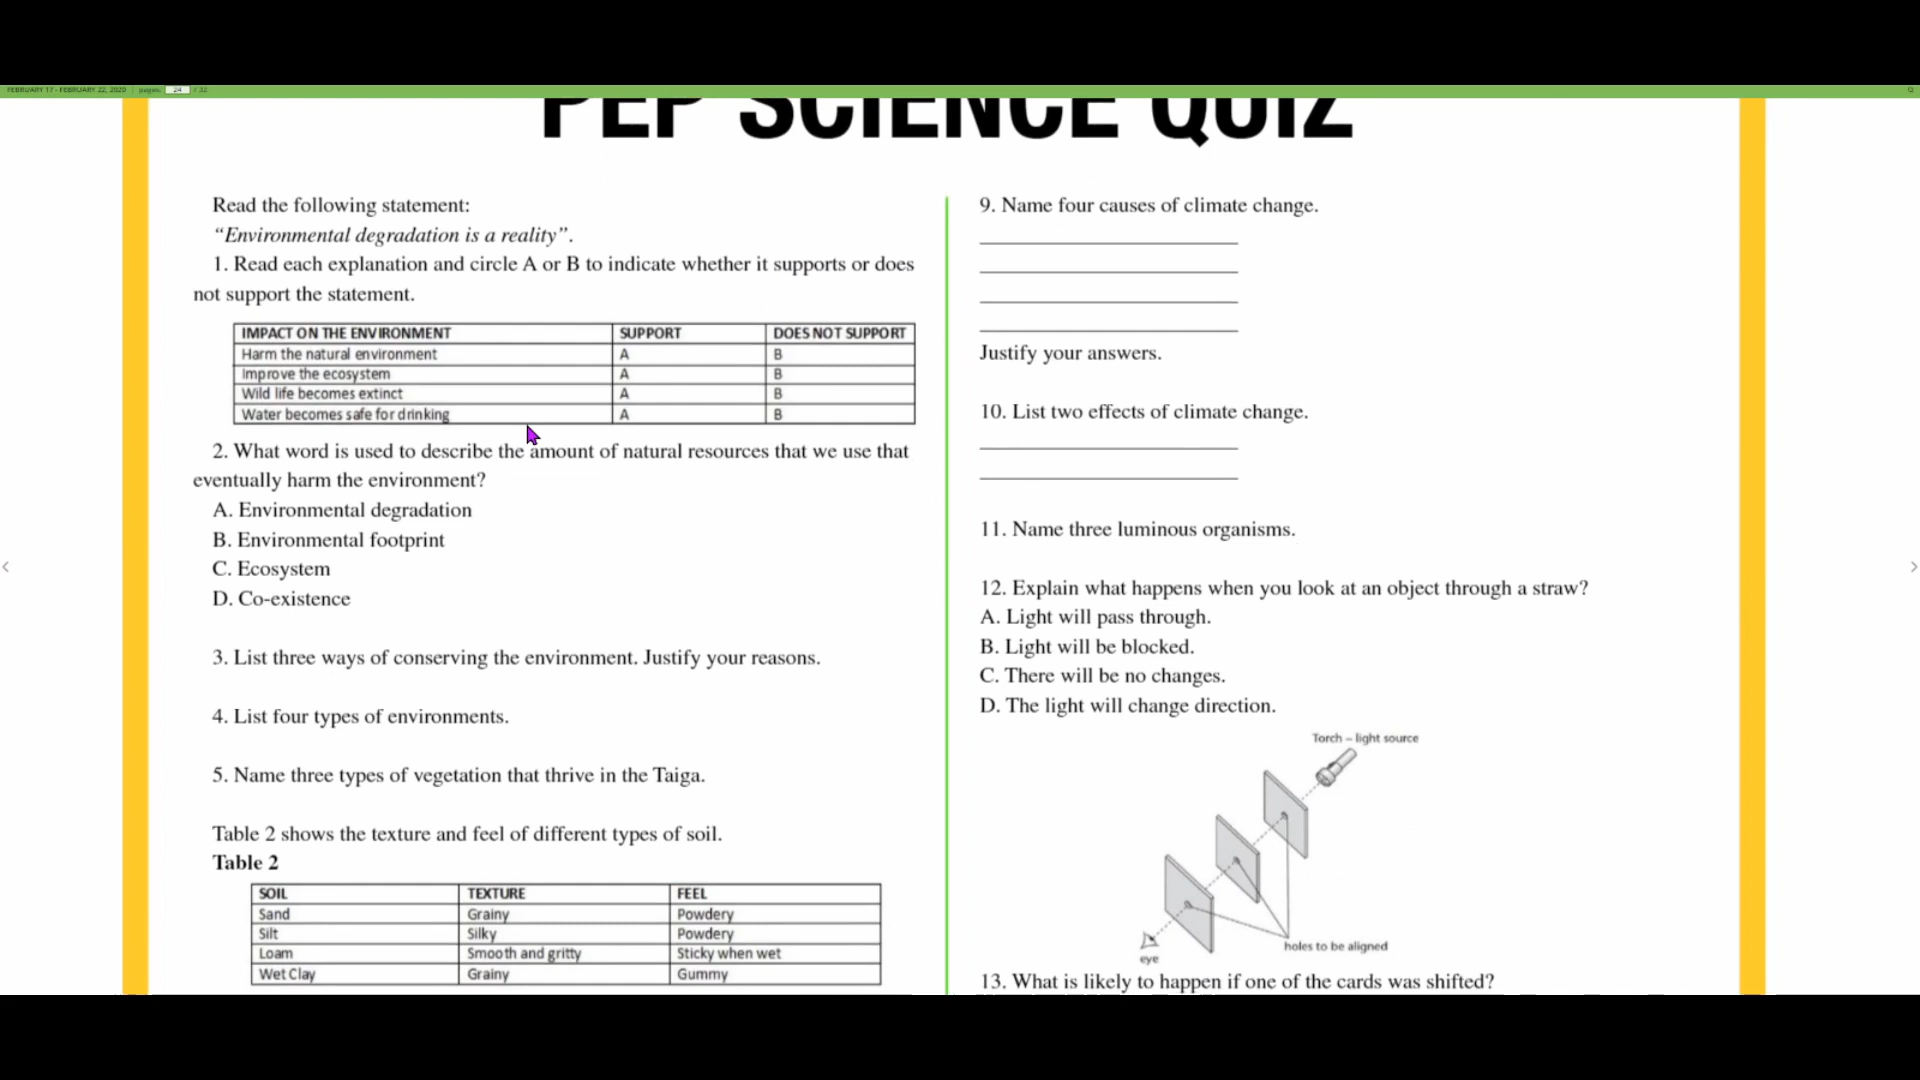 FEBRUARY 17 - FEBRUARY 22, 2020 | pages: 24 / 32
PEP SCIENCE QUIZ
Read the following statement:
“Environmental degradation is a reality”.
1. Read each explanation and circle A or B to indicate whether it supports or does
not support the statement.
IMPACT ON THE ENVIRONMENT SUPPORT DOES NOT SUPPORT
Harm the natural environment A B
Improve the ecosystem A B
Wild life becomes extinct A B
Water becomes safe for drinking A B
2. What word is used to describe the amount of natural resources that we use that
eventually harm the environment?
A. Environmental degradation
B. Environmental footprint
C. Ecosystem
D. Co-existence
3. List three ways of conserving the environment. Justify your reasons.
4. List four types of environments.
5. Name three types of vegetation that thrive in the Taiga.
Table 2 shows the texture and feel of different types of soil.
Table 2
SOIL TEXTURE FEEL
Sand Grainy Powdery
Silt Silky Powdery
Loam Smooth and gritty Sticky when wet
Wet Clay Grainy Gummy
9. Name four causes of climate change.
Justify your answers.
10. List two effects of climate change.
11. Name three luminous organisms.
12. Explain what happens when you look at an object through a straw?
A. Light will pass through.
B. Light will be blocked.
C. There will be no changes.
D. The light will change direction.
Torch – light source
holes to be aligned
eye
13. What is likely to happen if one of the cards was shifted?